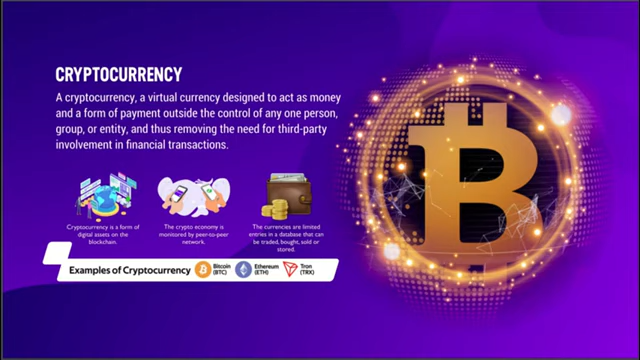 CRYPTOCURRENCY
A cryptocurrency, a virtual currency designed to act as money
and a form of payment outside the control of any one person,
group, or entity, and thus removing the need for third-party
involvement in financial transactions.
Cryptocurrency is a form of
digital assets on the
blockchain.
The crypto economy is
monitored by peer-to-peer
network.
The currencies are limited
entries in a database that can
be traded, bought, sold or
stored.
Examples of Cryptocurrency
Bitcoin
(BTC)
Ethereum
(ETH)
Tron
(TRX)